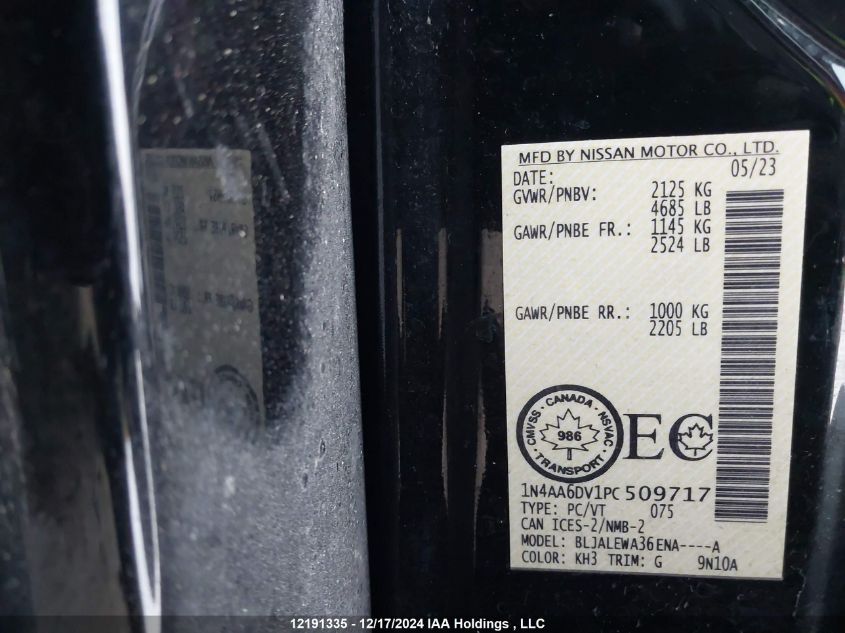 MFD BY NISSAN MOTOR CO., LTD.
DATE: 05/23
GVWR/PNBV: 2125 KG
4685 LB
GAWR/PNBE FR.: 1145 KG
2524 LB
GAWR/PNBE RR.: 1000 KG
2205 LB
CMVSS · CANADA · NSVAC
986
TRANSPORT
EC
1N4AA6DV1PC 509717
TYPE: PC/VT 075
CAN ICES-2/NMB-2
MODEL: BLJALEWA36ENA----A
COLOR: KH3 TRIM: G 9N10A
12191335 - 12/17/2024 IAA Holdings , LLC